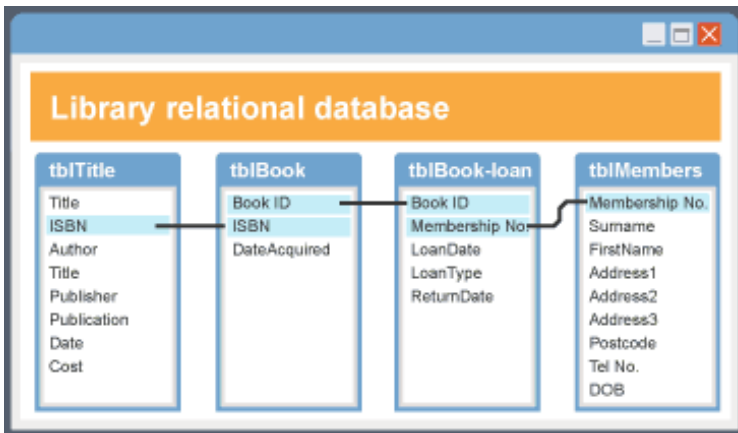 Library relational database
tblTitle
Title
ISBN
Author
Title
Publisher
Publication
Date
Cost
tblBook
Book ID
ISBN
DateAcquired
tblBook-loan
Book ID
Membership No.
LoanDate
LoanType
ReturnDate
tblMembers
Membership No.
Surname
FirstName
Address1
Address2
Address3
Postcode
Tel No.
DOB